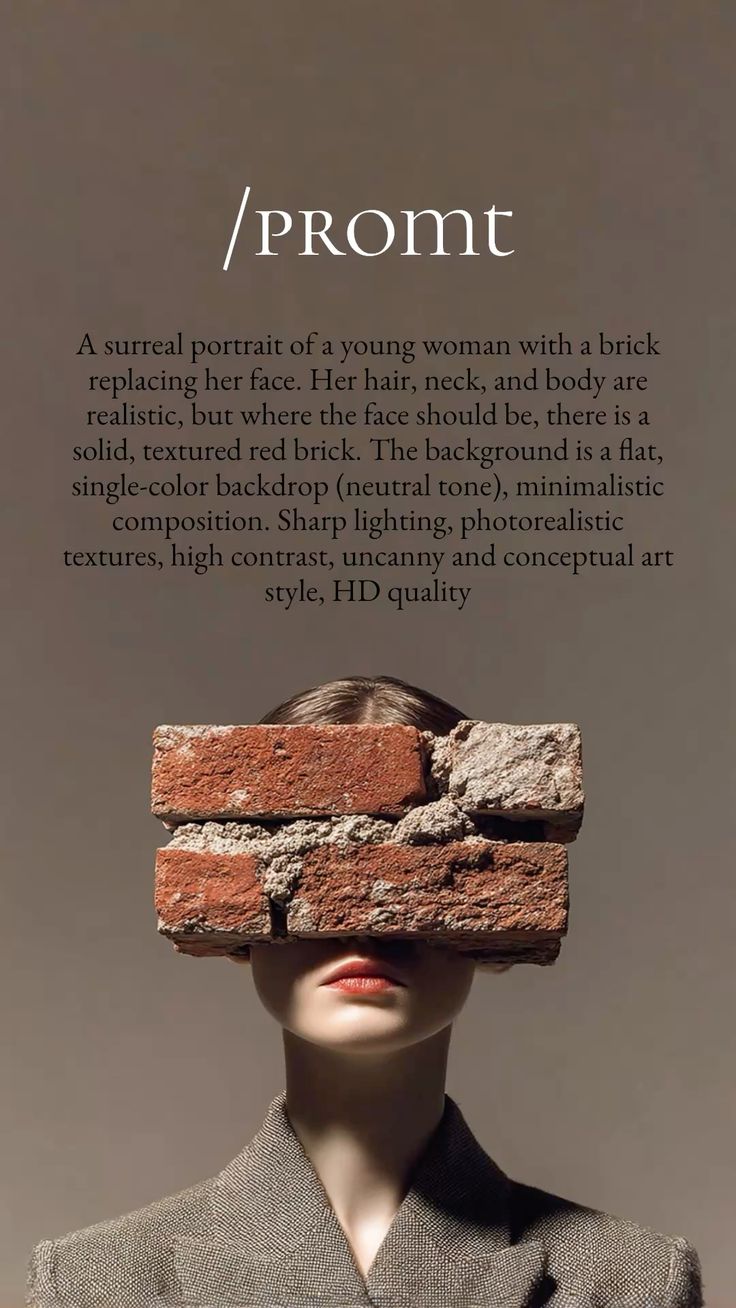 /PROMT
A surreal portrait of a young woman with a brick
replacing her face. Her hair, neck, and body are
realistic, but where the face should be, there is a
solid, textured red brick. The background is a flat,
single-color backdrop (neutral tone), minimalistic
composition. Sharp lighting, photorealistic
textures, high contrast, uncanny and conceptual art
style, HD quality